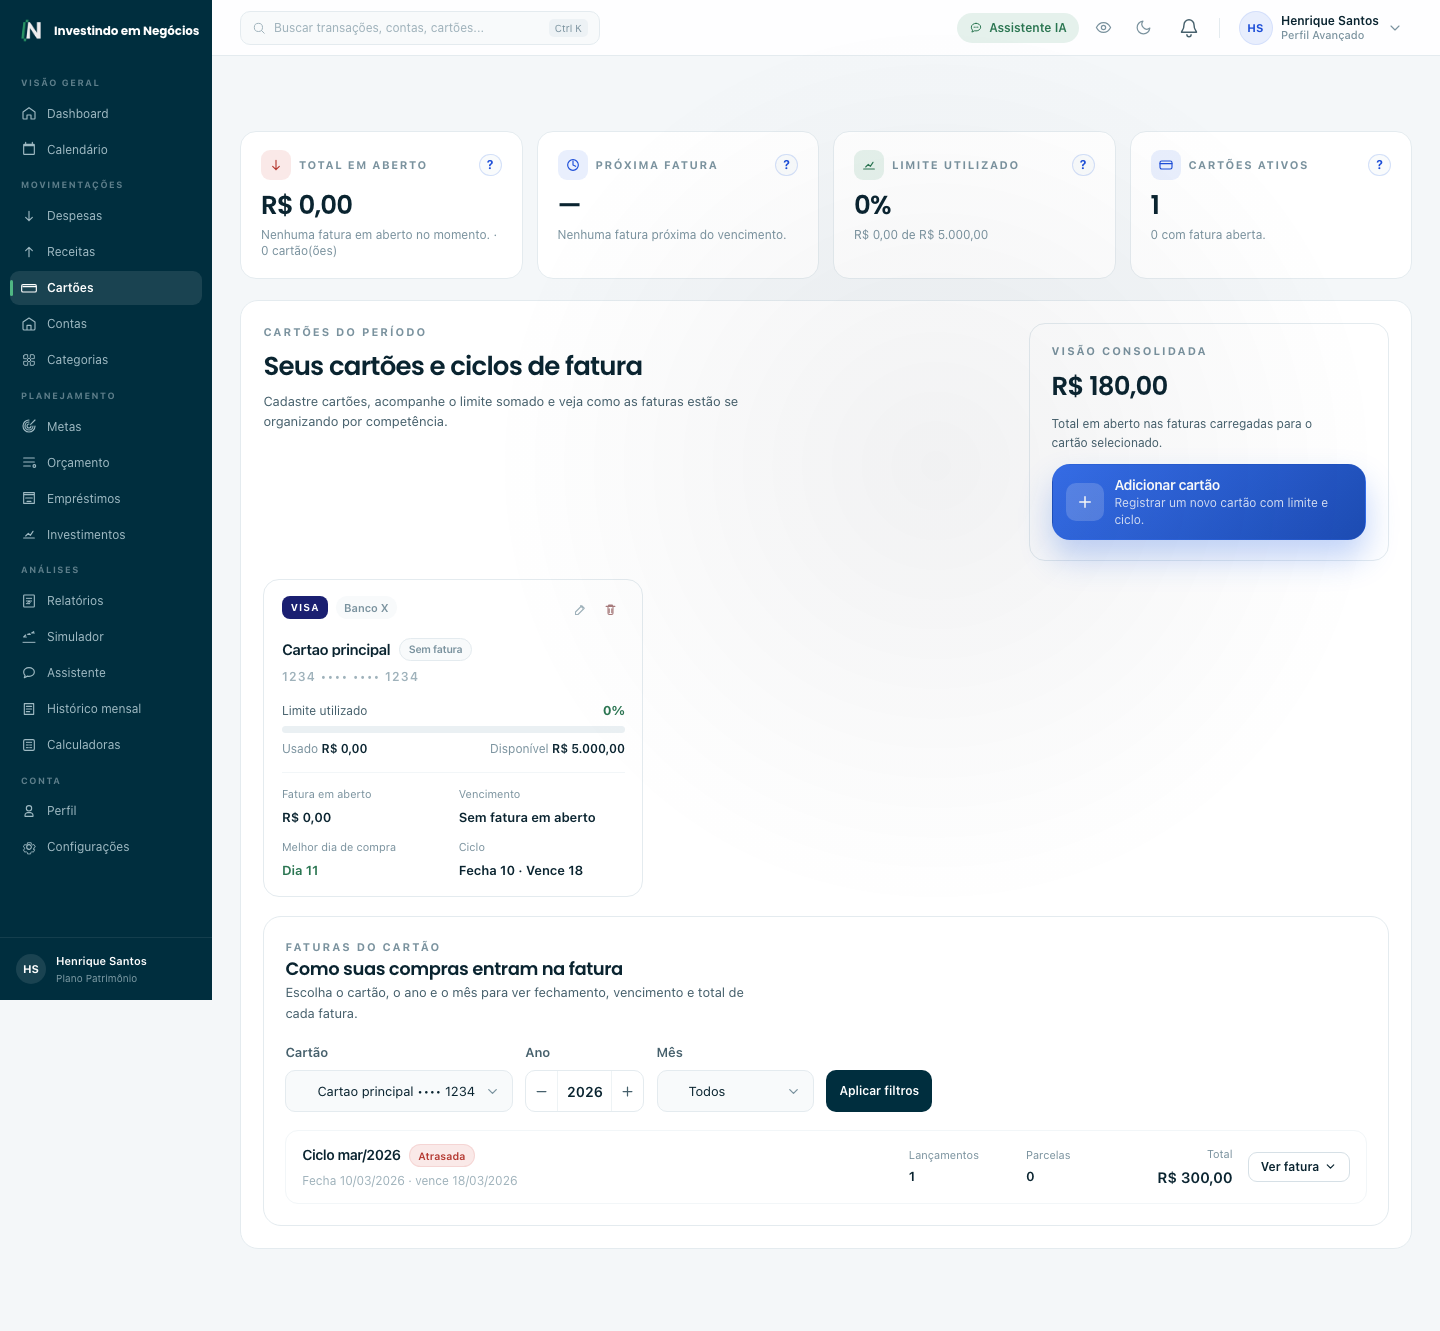 Investindo em Negócios
VISÃO GERAL
Dashboard
Calendário
MOVIMENTAÇÕES
Despesas
Receitas
Cartões
Contas
Categorias
PLANEJAMENTO
Metas
Orçamento
Empréstimos
Investimentos
ANÁLISES
Relatórios
Simulador
Assistente
Histórico mensal
Calculadoras
CONTA
Perfil
Configurações
HS
Henrique Santos
Plano Patrimônio
Buscar transações, contas, cartões...
Ctrl K
Assistente IA
HS
Henrique Santos
Perfil Avançado
TOTAL EM ABERTO
?
R$ 0,00
Nenhuma fatura em aberto no momento. ·
0 cartão(ões)
PRÓXIMA FATURA
?
—
Nenhuma fatura próxima do vencimento.
LIMITE UTILIZADO
?
0%
R$ 0,00 de R$ 5.000,00
CARTÕES ATIVOS
?
1
0 com fatura aberta.
CARTÕES DO PERÍODO
Seus cartões e ciclos de fatura
Cadastre cartões, acompanhe o limite somado e veja como as faturas estão se
organizando por competência.
VISÃO CONSOLIDADA
R$ 180,00
Total em aberto nas faturas carregadas para o
cartão selecionado.
Adicionar cartão
Registrar um novo cartão com limite e
ciclo.
VISA
Banco X
Cartao principal
Sem fatura
1234 •••• •••• 1234
Limite utilizado
0%
Usado R$ 0,00
Disponível R$ 5.000,00
Fatura em aberto
Vencimento
R$ 0,00
Sem fatura em aberto
Melhor dia de compra
Ciclo
Dia 11
Fecha 10 · Vence 18
FATURAS DO CARTÃO
Como suas compras entram na fatura
Escolha o cartão, o ano e o mês para ver fechamento, vencimento e total de
cada fatura.
Cartão
Ano
Mês
Cartao principal •••• 1234
2026
Todos
Aplicar filtros
Ciclo mar/2026
Atrasada
Fecha 10/03/2026 · vence 18/03/2026
Lançamentos
1
Parcelas
0
Total
R$ 300,00
Ver fatura